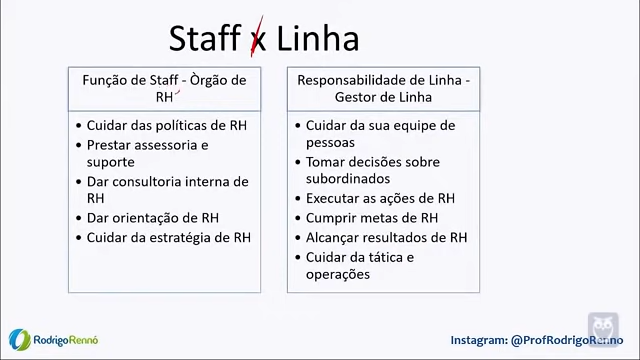 Staff x Linha
Função de Staff - Òrgão de
RH
• Cuidar das políticas de RH
• Prestar assessoria e
suporte
• Dar consultoria interna de
RH
• Dar orientação de RH
• Cuidar da estratégia de RH
Responsabilidade de Linha -
Gestor de Linha
• Cuidar da sua equipe de
pessoas
• Tomar decisões sobre
subordinados
• Executar as ações de RH
• Cumprir metas de RH
• Alcançar resultados de RH
• Cuidar da tática e
operações
RodrigoRennó
Instagram: @ProfRodrigoRenno